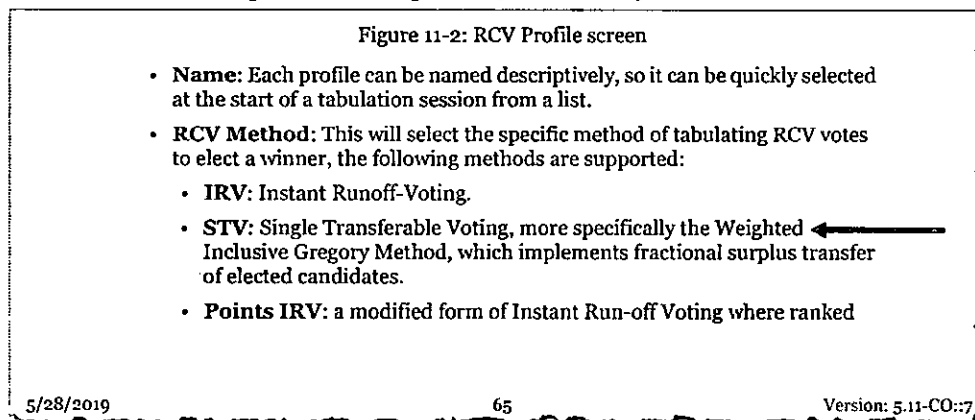 Figure 11-2: RCV Profile screen
• Name: Each profile can be named descriptively, so it can be quickly selected
at the start of a tabulation session from a list.
• RCV Method: This will select the specific method of tabulating RCV votes
to elect a winner, the following methods are supported:
• IRV: Instant Runoff-Voting.
• STV: Single Transferable Voting, more specifically the Weighted
Inclusive Gregory Method, which implements fractional surplus transfer
of elected candidates.
• Points IRV: a modified form of Instant Run-off Voting where ranked
5/28/2019 65 Version: 5.11-CO::7